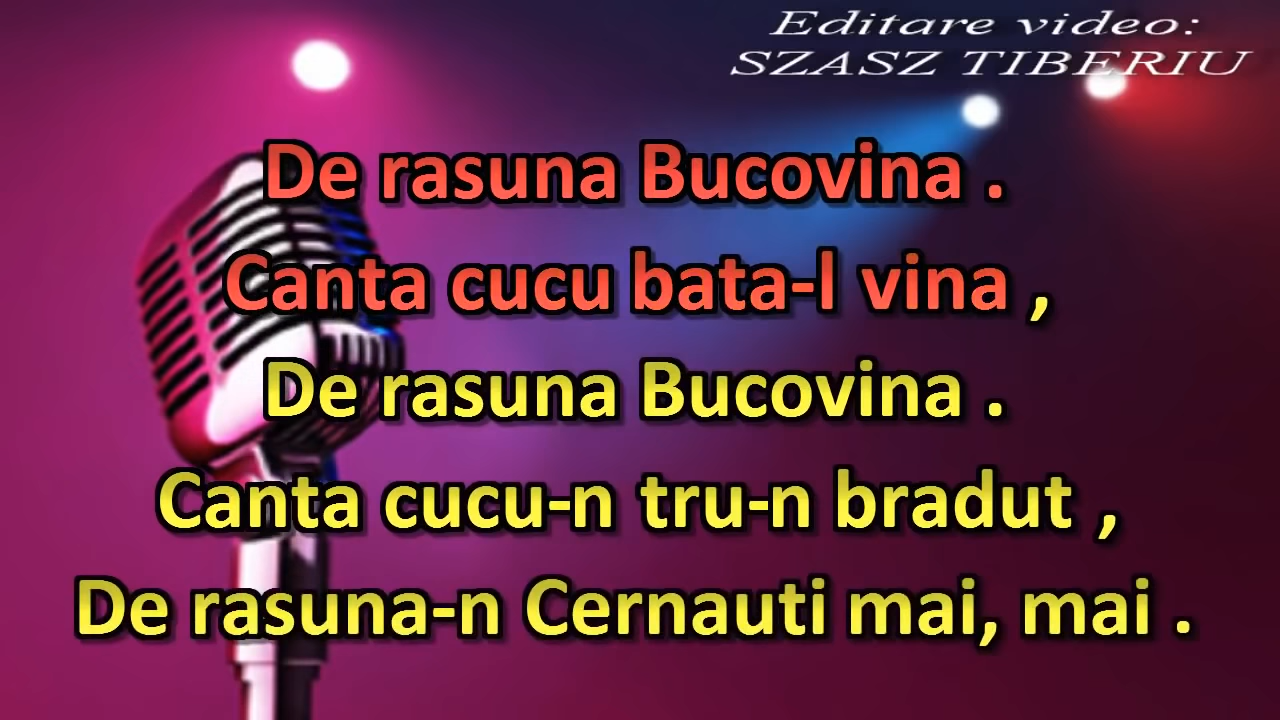 Editare video:
SZASZ TIBERIU
De rasuna Bucovina .
Canta cucu bata-l vina ,
De rasuna Bucovina .
Canta cucu-n tru-n bradut ,
De rasuna-n Cernauti mai, mai .